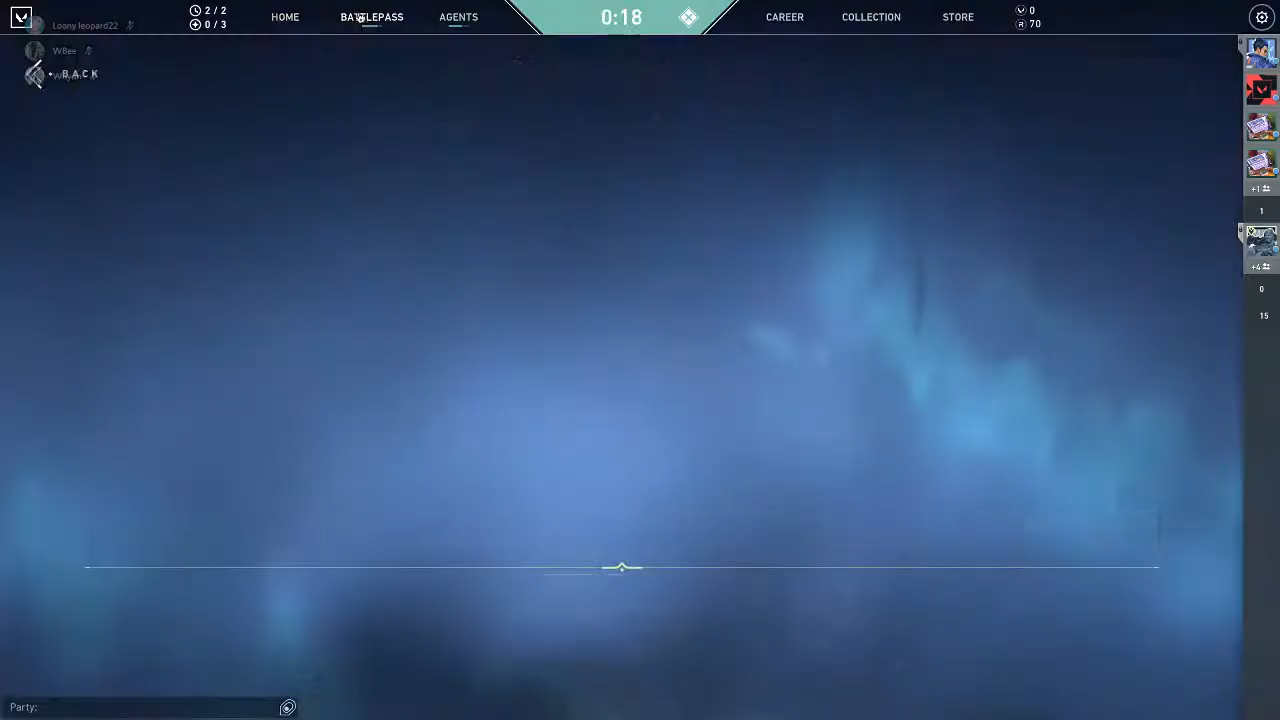 2 / 2
0 / 3
HOME
BATTLEPASS
AGENTS
0:18
CAREER
COLLECTION
STORE
0
70
Loony leopard22
WBee
BACK
+1
1
+4
0
15
Party: